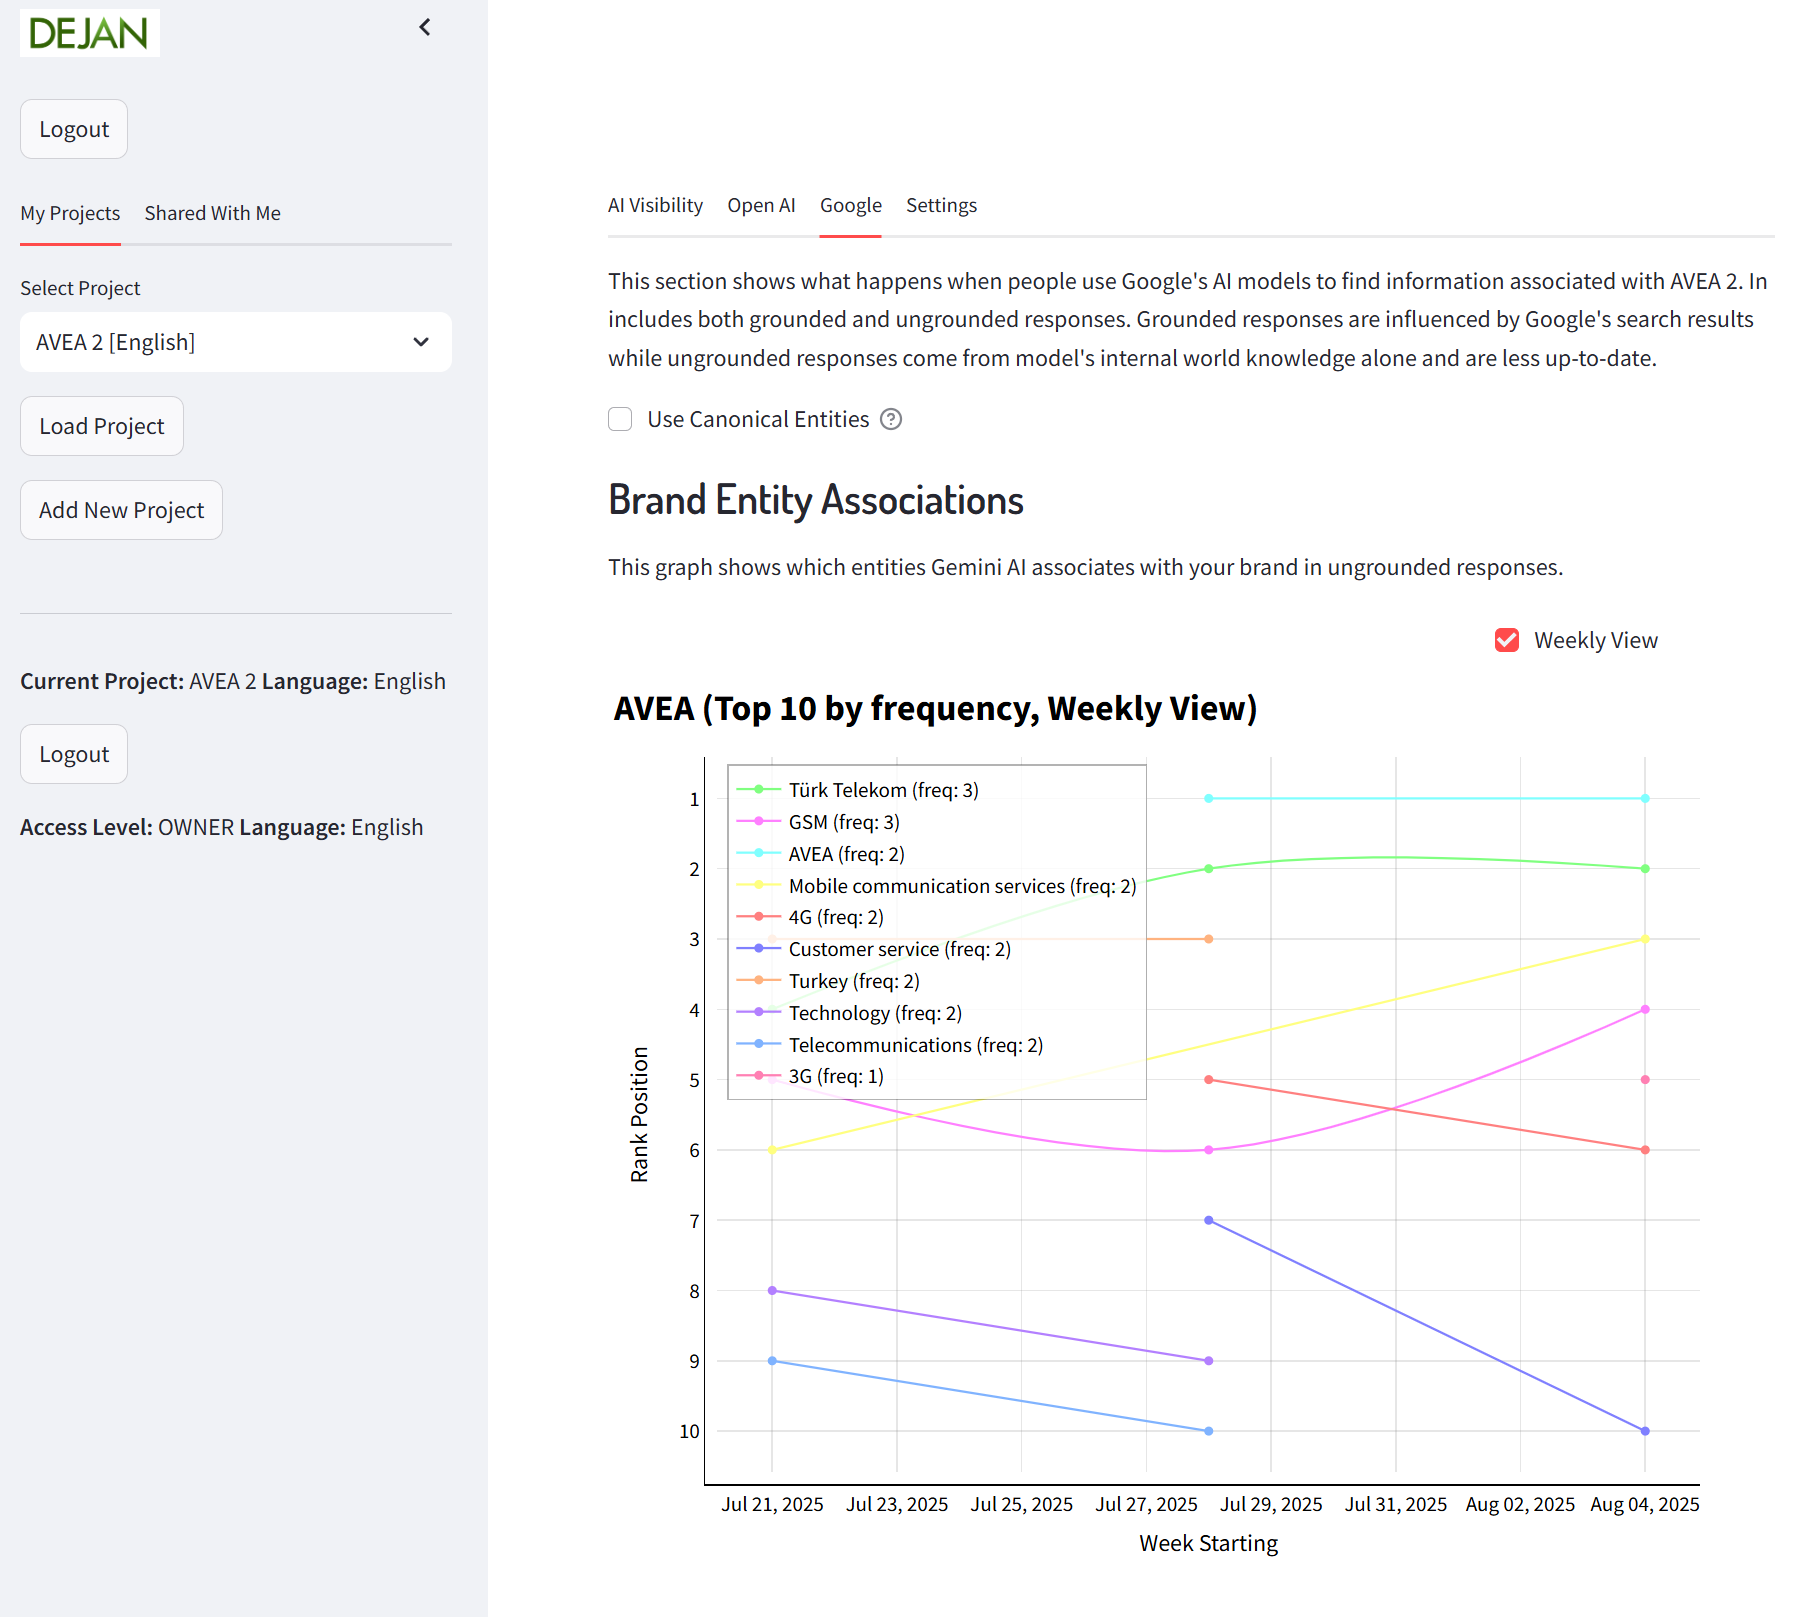 DEJAN
Logout
My Projects
Shared With Me
Select Project
AVEA 2 [English]
Load Project
Add New Project
Current Project: AVEA 2 Language: English
Logout
Access Level: OWNER Language: English
AI Visibility
Open AI
Google
Settings
This section shows what happens when people use Google's AI models to find information associated with AVEA 2. In
includes both grounded and ungrounded responses. Grounded responses are influenced by Google's search results
while ungrounded responses come from model's internal world knowledge alone and are less up-to-date.
Use Canonical Entities ?
Brand Entity Associations
This graph shows which entities Gemini AI associates with your brand in ungrounded responses.
Weekly View
AVEA (Top 10 by frequency, Weekly View)
Türk Telekom (freq: 3)
GSM (freq: 3)
AVEA (freq: 2)
Mobile communication services (freq: 2)
4G (freq: 2)
Customer service (freq: 2)
Turkey (freq: 2)
Technology (freq: 2)
Telecommunications (freq: 2)
3G (freq: 1)
Rank Position
1
2
3
4
5
6
7
8
9
10
Jul 21, 2025
Jul 23, 2025
Jul 25, 2025
Jul 27, 2025
Jul 29, 2025
Jul 31, 2025
Aug 02, 2025
Aug 04, 2025
Week Starting